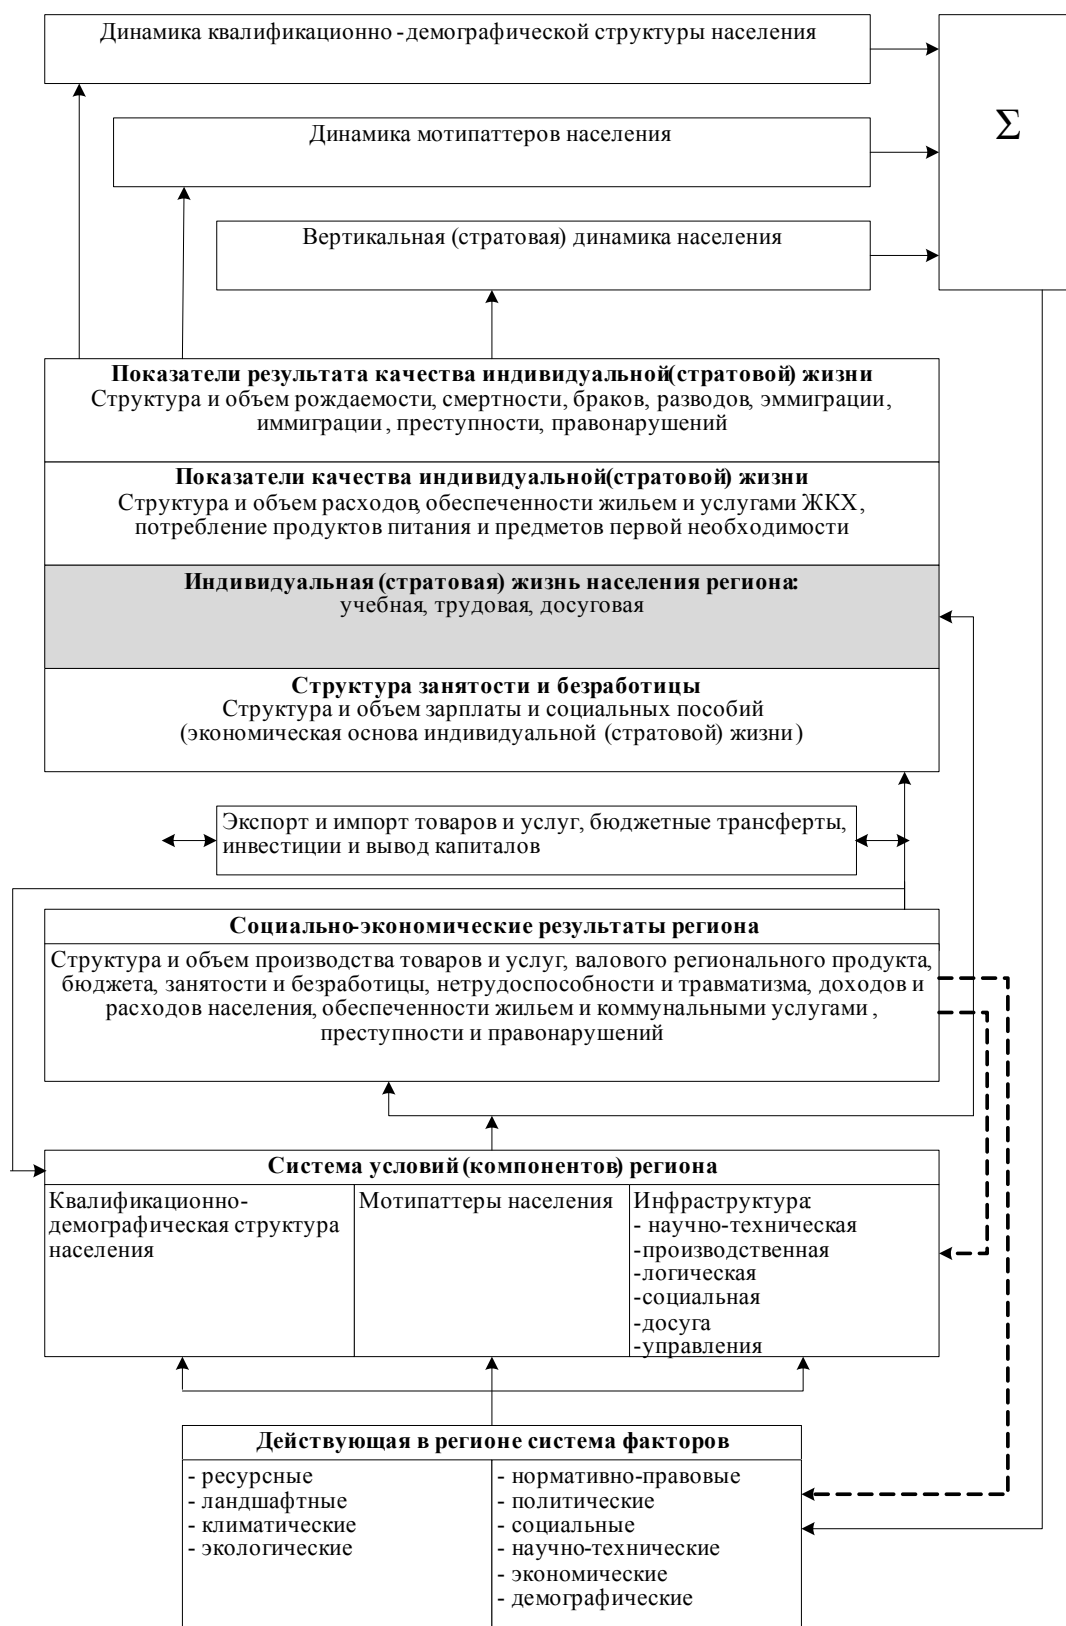 Динамика квалификационно -демографической структуры населения
Σ
Динамика мотипаттеров населения
Вертикальная (стратовая) динамика населения
Показатели результата качества индивидуальной(стратовой) жизни
Структура и объем рождаемости, смертности, браков, разводов, эммиграции,
иммиграции, преступности, правонарушений
Показатели качества индивидуальной(стратовой) жизни
Структура и объем расходов, обеспеченности жильем и услугами ЖКХ,
потребление продуктов питания и предметов первой необходимости
Индивидуальная (стратовая) жизнь населения региона:
учебная, трудовая, досуговая
Структура занятости и безработицы
Структура и объем зарплаты и социальных пособий
(экономическая основа индивидуальной (стратовой) жизни)
Экспорт и импорт товаров и услуг, бюджетные трансферты,
инвестиции и вывод капиталов
Социально-экономические результаты региона
Структура и объем производства товаров и услуг, валового регионального продукта,
бюджета, занятости и безработицы, нетрудоспособности и травматизма, доходов и
расходов населения, обеспеченности жильем и коммунальными услугами ,
преступности и правонарушений
Система условий (компонентов) региона
Квалификационно-
демографическая структура
населения
Мотипаттеры населения
Инфраструктура:
- научно-техническая
-производственная
-логическая
-социальная
-досуга
-управления
Действующая в регионе система факторов
- ресурсные
- ландшафтные
- климатические
- экологические
- нормативно-правовые
- политические
- социальные
- научно-технические
- экономические
- демографические